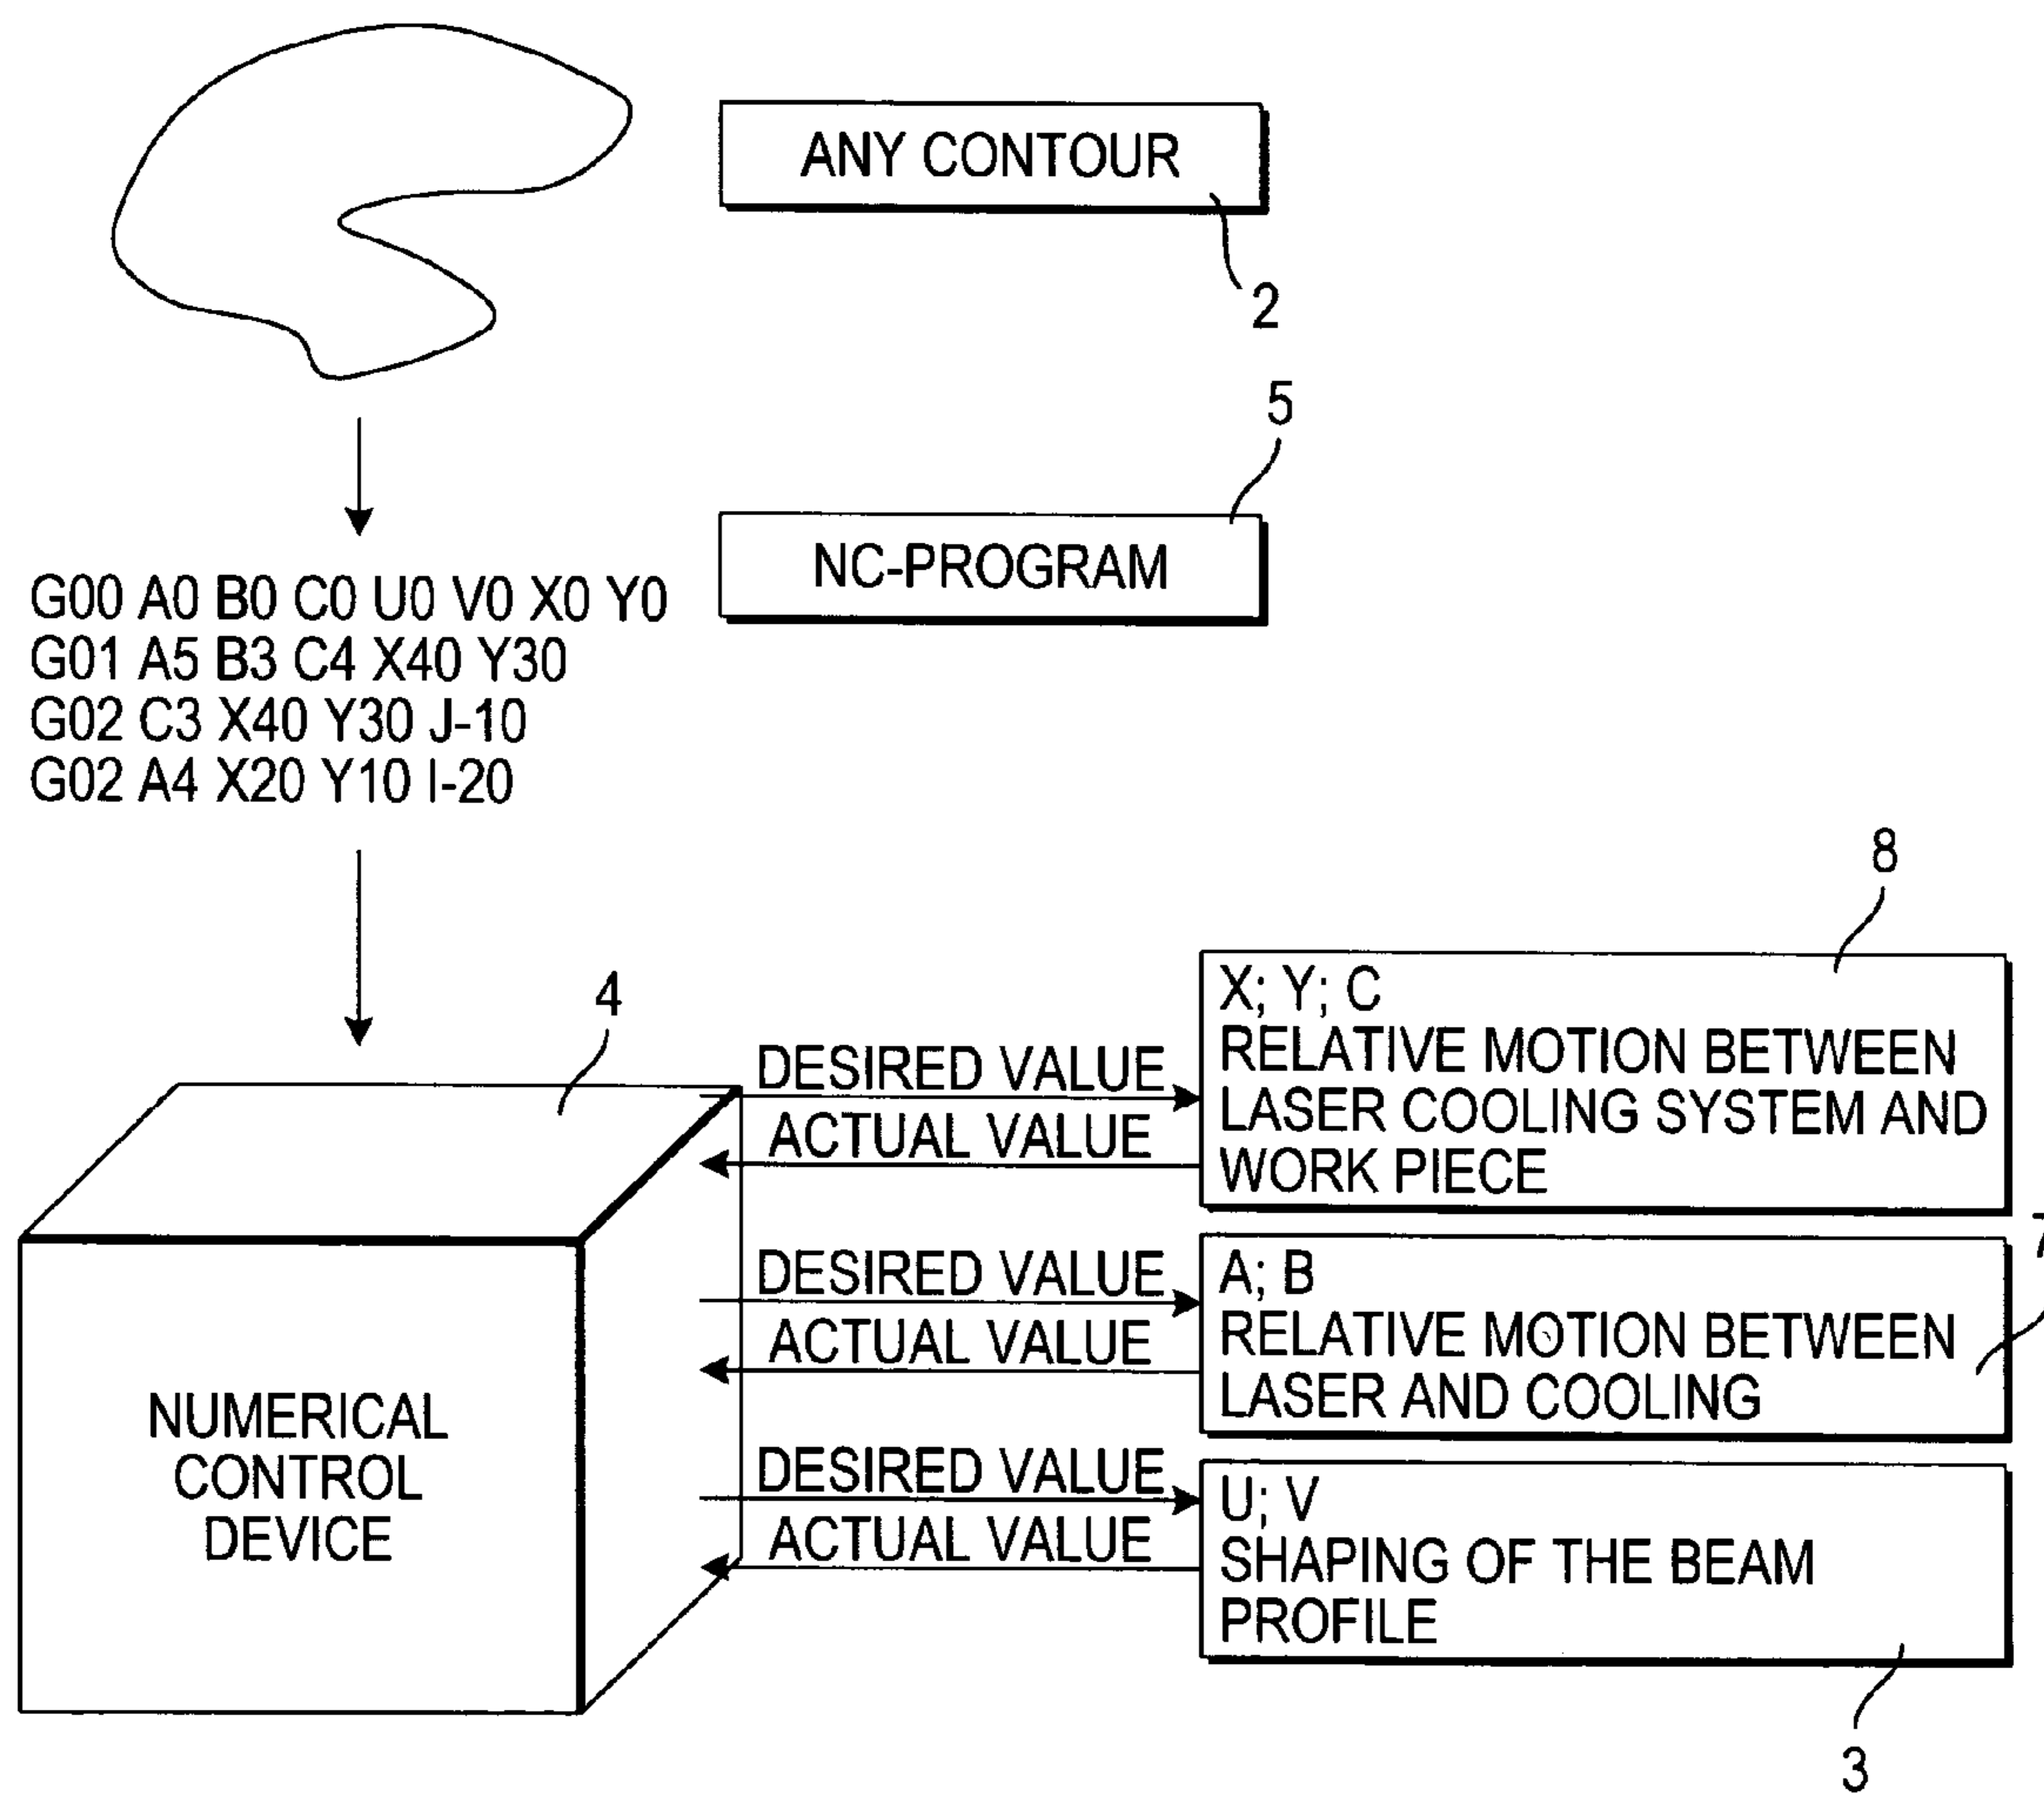 ANY CONTOUR
2
5
NC-PROGRAM
G00 A0 B0 C0 U0 V0 X0 Y0
G01 A5 B3 C4 X40 Y30
G02 C3 X40 Y30 J-10
G02 A4 X20 Y10 I-20
8
4
X; Y; C
RELATIVE MOTION BETWEEN
LASER COOLING SYSTEM AND
WORK PIECE
DESIRED VALUE
ACTUAL VALUE
7
A; B
RELATIVE MOTION BETWEEN
LASER AND COOLING
DESIRED VALUE
ACTUAL VALUE
NUMERICAL
CONTROL
DEVICE
DESIRED VALUE
ACTUAL VALUE
U; V
SHAPING OF THE BEAM
PROFILE
3